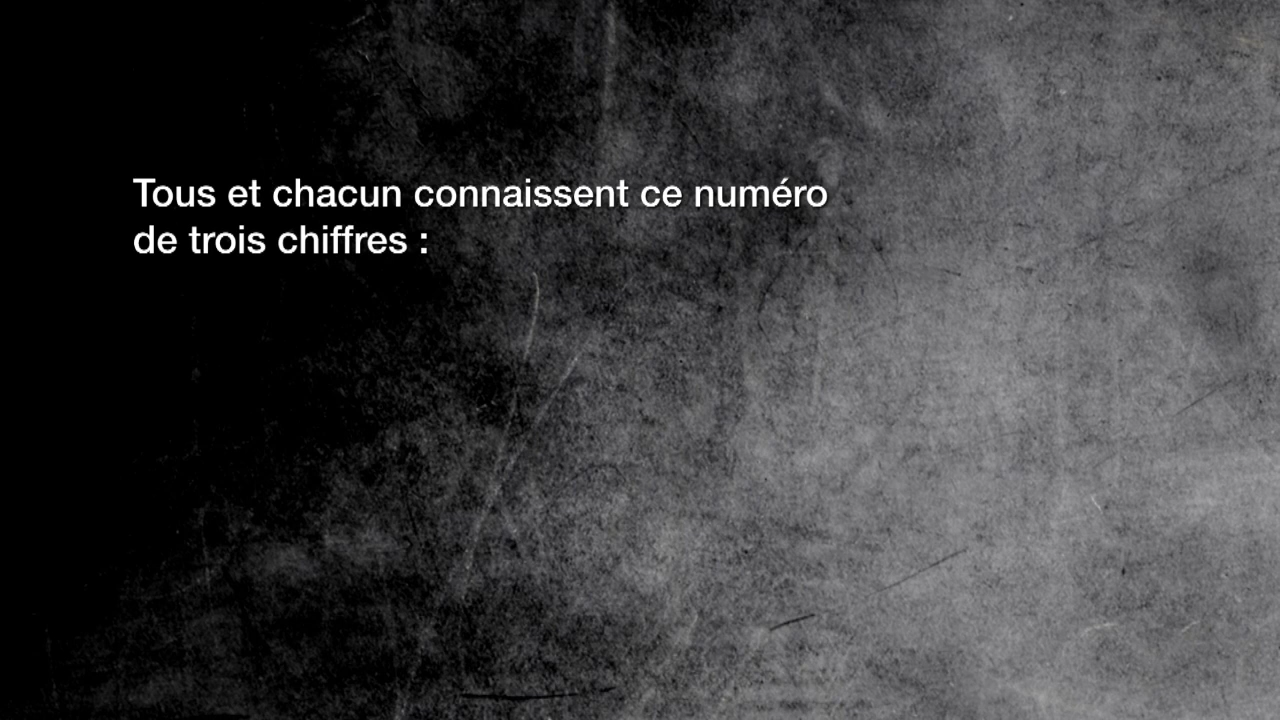 Tous et chacun connaissent ce numéro
de trois chiffres :